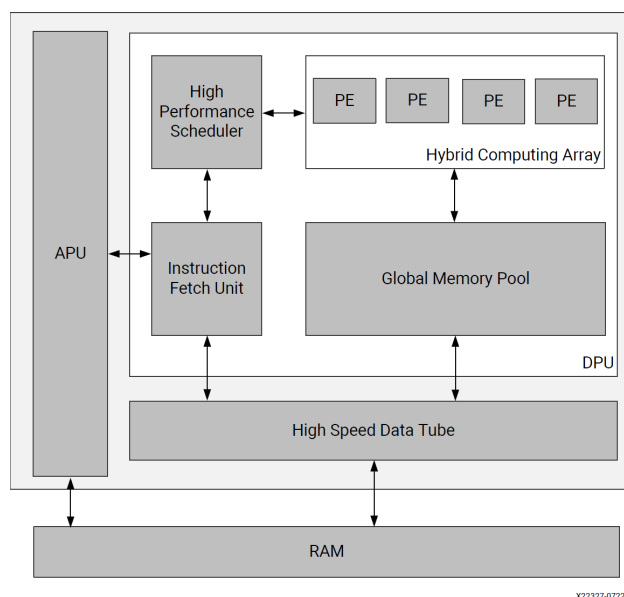 High
Performance
Scheduler
PE PE PE PE
Hybrid Computing Array
APU
Instruction
Fetch Unit
Global Memory Pool
DPU
High Speed Data Tube
RAM